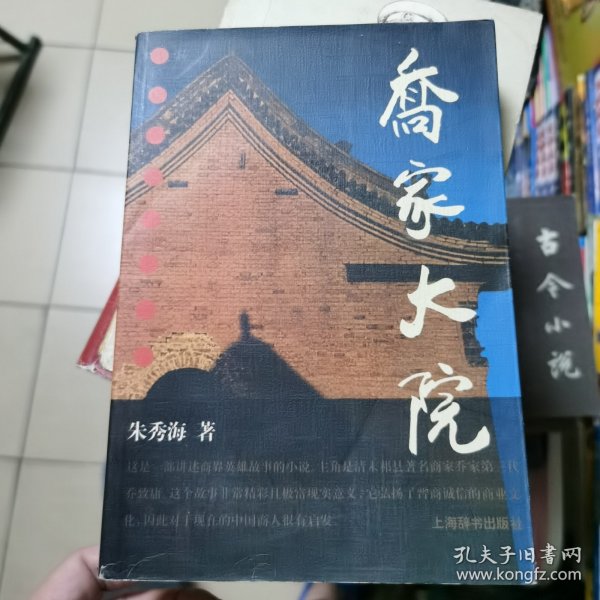 喬家大院
朱秀海 著
这是一部讲述商界英雄故事的小说。主角是清末祁县著名商家乔家第三代
乔致庸。这个故事非常精彩且极富现实意义，它弘扬了晋商诚信的商业文
化，因此对于现在的中国商人很有启发。
上海辞书出版社
古今小说
孔夫子旧书网
www.kongfz.com